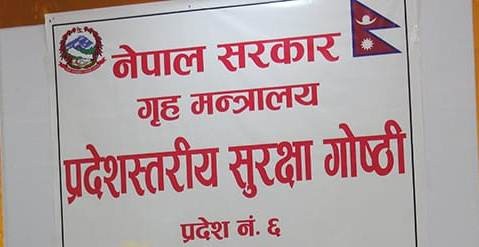 नेपाल सरकार
गृह मन्त्रालय
प्रदेशस्तरीय सुरक्षा गोष्ठी
प्रदेश नं. ६